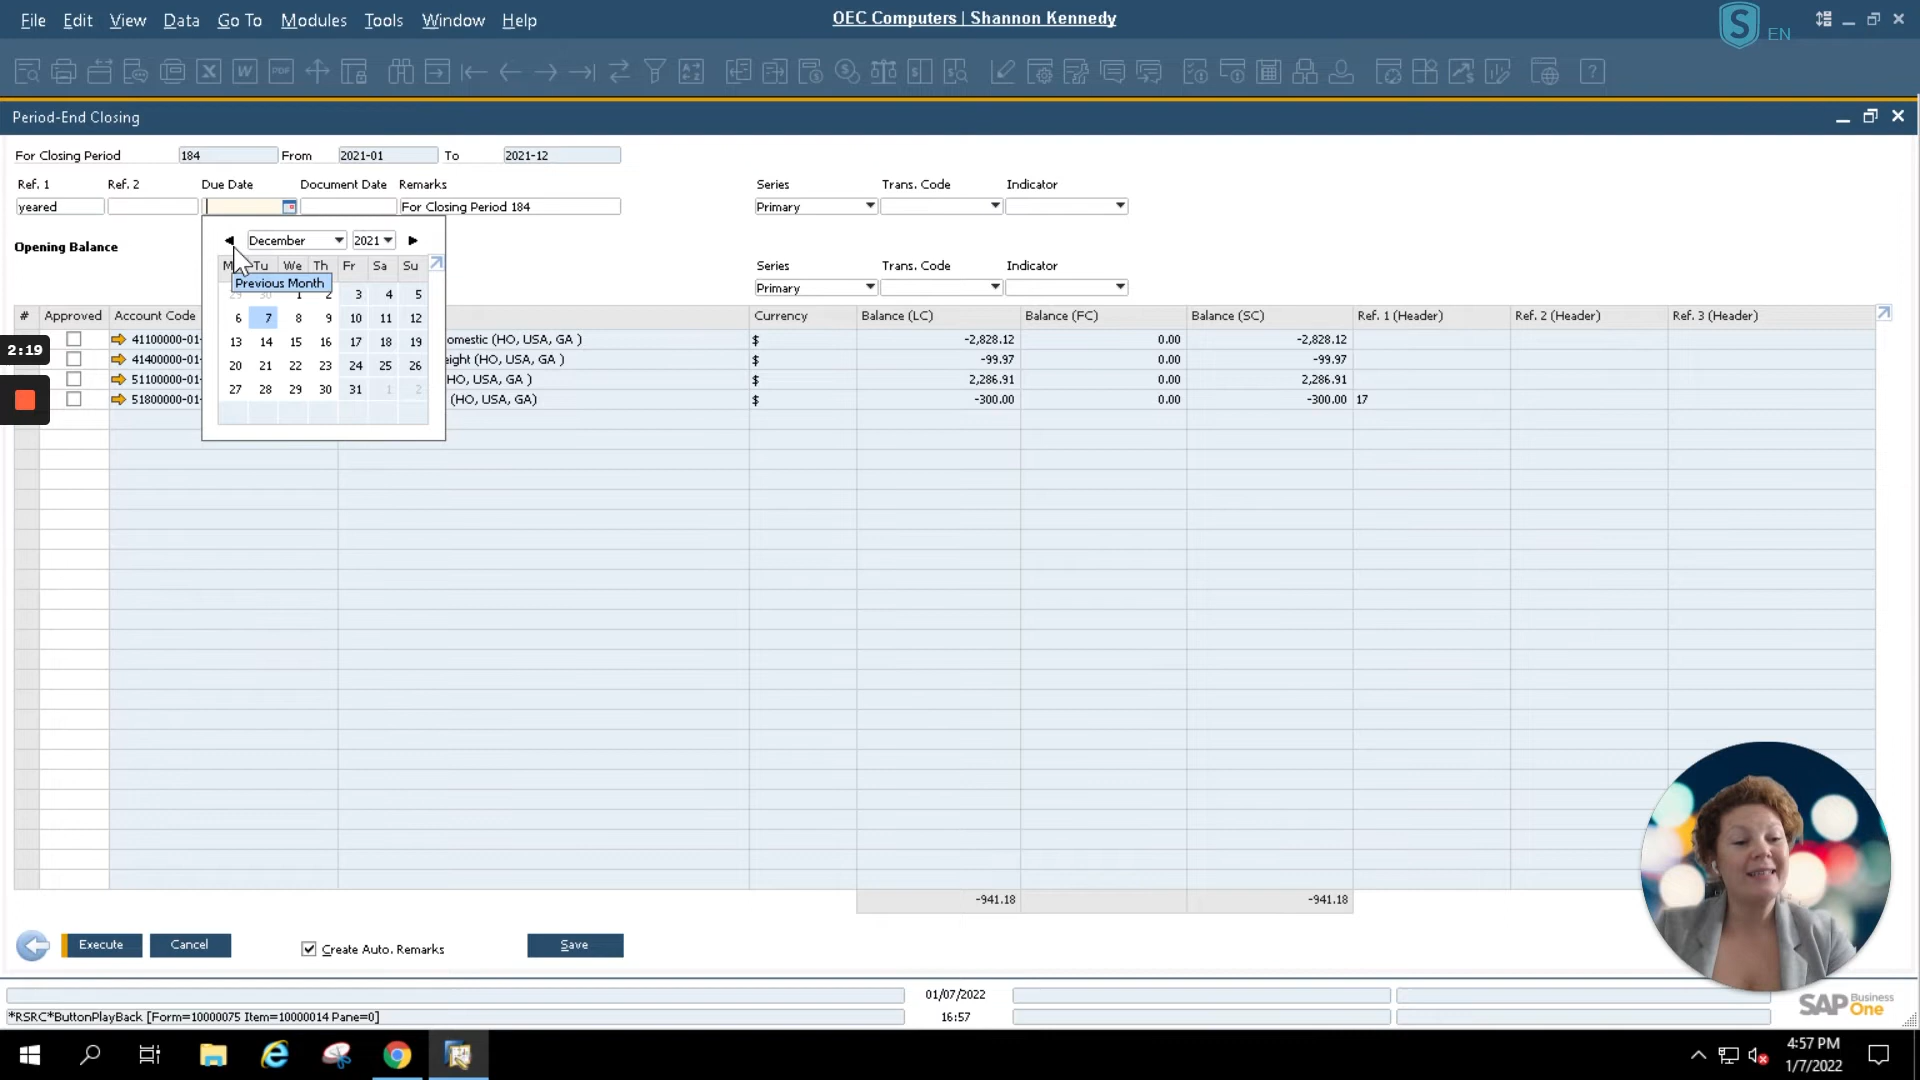 File Edit View Data Go To Modules Tools Window Help
OEC Computers | Shannon Kennedy
S EN
Period-End Closing
For Closing Period 184 From 2021-01 To 2021-12
Ref. 1 Ref. 2 Due Date Document Date Remarks Series Trans. Code Indicator
yeared For Closing Period 184 Primary
December 2021
Opening Balance
Series Trans. Code Indicator
M Tu We Th Fr Sa Su
Previous Month
Primary
29 30 1 2 3 4 5
6 7 8 9 10 11 12
13 14 15 16 17 18 19
20 21 22 23 24 25 26
27 28 29 30 31 1 2
# Approved Account Code Currency Balance (LC) Balance (FC) Balance (SC) Ref. 1 (Header) Ref. 2 (Header) Ref. 3 (Header)
41100000-01- omestic (HO, USA, GA ) $ -2,828.12 0.00 -2,828.12
41400000-01- eight (HO, USA, GA ) $ -99.97 0.00 -99.97
51100000-01- HO, USA, GA ) $ 2,286.91 0.00 2,286.91
51800000-01- (HO, USA, GA) $ -300.00 0.00 -300.00 17
2:19
-941.18 -941.18
Execute Cancel Create Auto. Remarks Save
01/07/2022
*RSRC*ButtonPlayBack [Form=10000075 Item=10000014 Pane=0] 16:57
SAP Business One
4:57 PM
1/7/2022